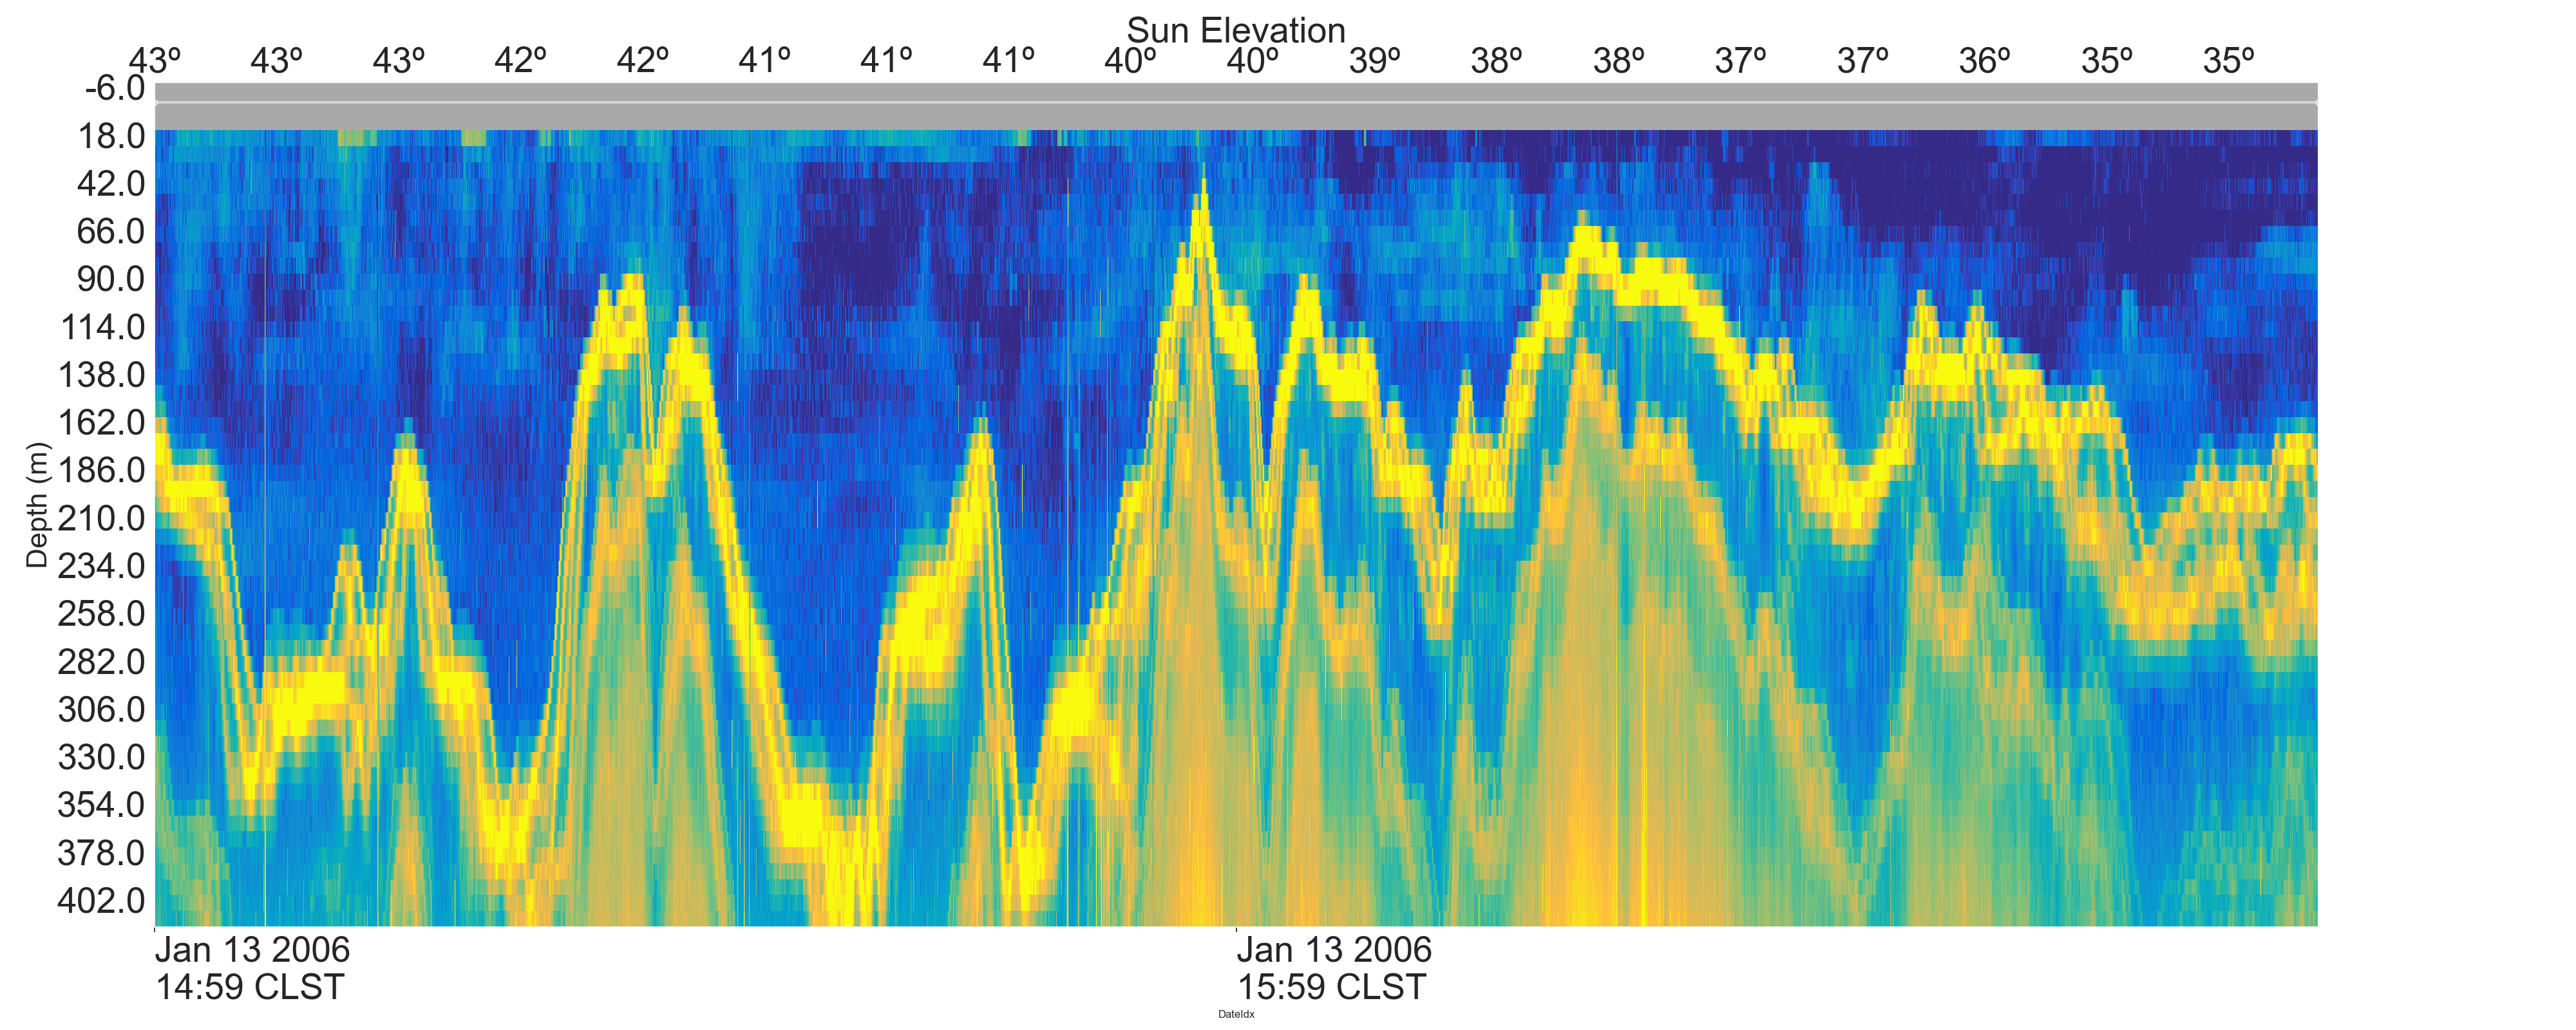 Sun Elevation
43º 43º 43º 42º 42º 41º 41º 41º 40º 40º 39º 38º 38º 37º 37º 36º 35º 35º
-6.0
18.0
42.0
66.0
90.0
114.0
138.0
162.0
186.0
210.0
234.0
258.0
282.0
306.0
330.0
354.0
378.0
402.0
Depth (m)
Jan 13 2006
14:59 CLST
Jan 13 2006
15:59 CLST
DateIdx